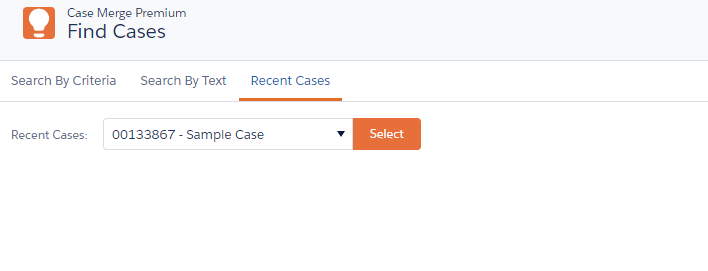 Case Merge Premium
Find Cases
Search By Criteria Search By Text Recent Cases
Recent Cases: 00133867 - Sample Case Select